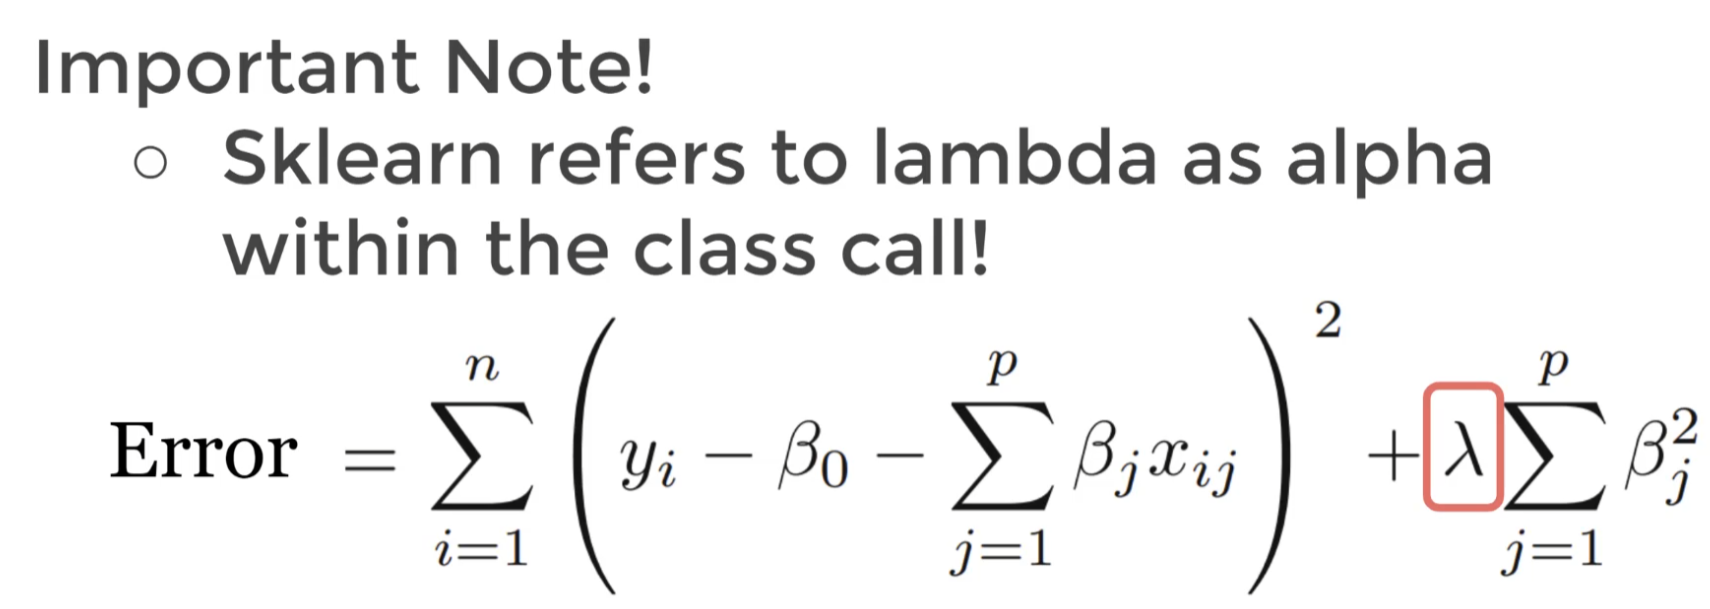 Important Note!
○ Sklearn refers to lambda as alpha
within the class call!
Error = \sum_{i=1}^{n} \left( y_i - \beta_0 - \sum_{j=1}^{p} \beta_j x_{ij} \right)^2 + \lambda \sum_{j=1}^{p} \beta_j^2